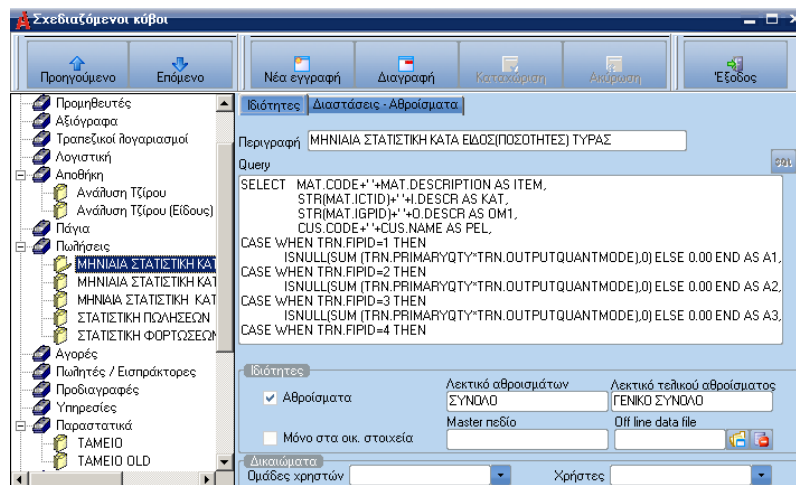 Σχεδιαζόμενοι κύβοι
Προηγούμενο Επόμενο Νέα εγγραφή Διαγραφή Καταχώριση Ακύρωση Έξοδος
Προμηθευτές
Αξιόγραφα
Τραπεζικοί λογαριασμοί
Λογιστική
Αποθήκη
Ανάλυση Τζίρου
Ανάλυση Τζίρου (Είδους)
Πάγια
Πωλήσεις
ΜΗΝΙΑΙΑ ΣΤΑΤΙΣΤΙΚΗ ΚΑΤ
ΜΗΝΙΑΙΑ ΣΤΑΤΙΣΤΙΚΗ ΚΑΤ
ΜΗΝΙΑΙΑ ΣΤΑΤΙΣΤΙΚΗ ΚΑΤ
ΣΤΑΤΙΣΤΙΚΗ ΠΩΛΗΣΕΩΝ
ΣΤΑΤΙΣΤΙΚΗ ΦΟΡΤΩΣΕΩΝ
Αγορές
Πωλητές / Εισπράκτορες
Προδιαγραφές
Υπηρεσίες
Παραστατικά
ΤΑΜΕΙΟ
ΤΑΜΕΙΟ OLD
Ιδιότητες Διαστάσεις - Αθροίσματα
Περιγραφή ΜΗΝΙΑΙΑ ΣΤΑΤΙΣΤΙΚΗ ΚΑΤΑ ΕΙΔΟΣ(ΠΟΣΟΤΗΤΕΣ) ΤΥΡΑΣ
Query SQL
SELECT MAT.CODE+' '+MAT.DESCRIPTION AS ITEM,
STR(MAT.ICTID)+' '+I.DESCR AS KAT,
STR(MAT.IGPID)+' '+O.DESCR AS OM1,
CUS.CODE+' '+CUS.NAME AS PEL,
CASE WHEN TRN.FIPID=1 THEN
ISNULL(SUM (TRN.PRIMARYQTY*TRN.OUTPUTQUANTMODE),0) ELSE 0.00 END AS A1,
CASE WHEN TRN.FIPID=2 THEN
ISNULL(SUM (TRN.PRIMARYQTY*TRN.OUTPUTQUANTMODE),0) ELSE 0.00 END AS A2,
CASE WHEN TRN.FIPID=3 THEN
ISNULL(SUM (TRN.PRIMARYQTY*TRN.OUTPUTQUANTMODE),0) ELSE 0.00 END AS A3,
CASE WHEN TRN.FIPID=4 THEN
Ιδιότητες
Λεκτικό αθροισμάτων Λεκτικό τελικού αθροίσματος
Αθροίσματα ΣΥΝΟΛΟ ΓΕΝΙΚΟ ΣΥΝΟΛΟ
Master πεδίο Off line data file
Μόνο στα οικ. στοιχεία
Δικαιώματα
Ομάδες χρηστών Χρήστες